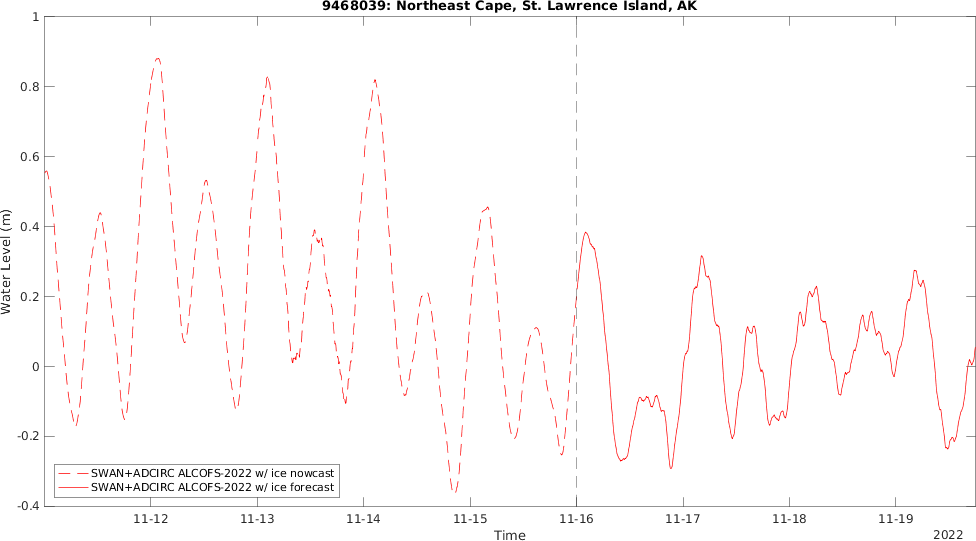 9468039: Northeast Cape, St. Lawrence Island, AK
1
0.8
0.6
0.4
0.2
0
-0.2
-0.4
Water Level (m)
SWAN+ADCIRC ALCOFS-2022 w/ ice nowcast
SWAN+ADCIRC ALCOFS-2022 w/ ice forecast
11-12 11-13 11-14 11-15 11-16 11-17 11-18 11-19
Time
2022